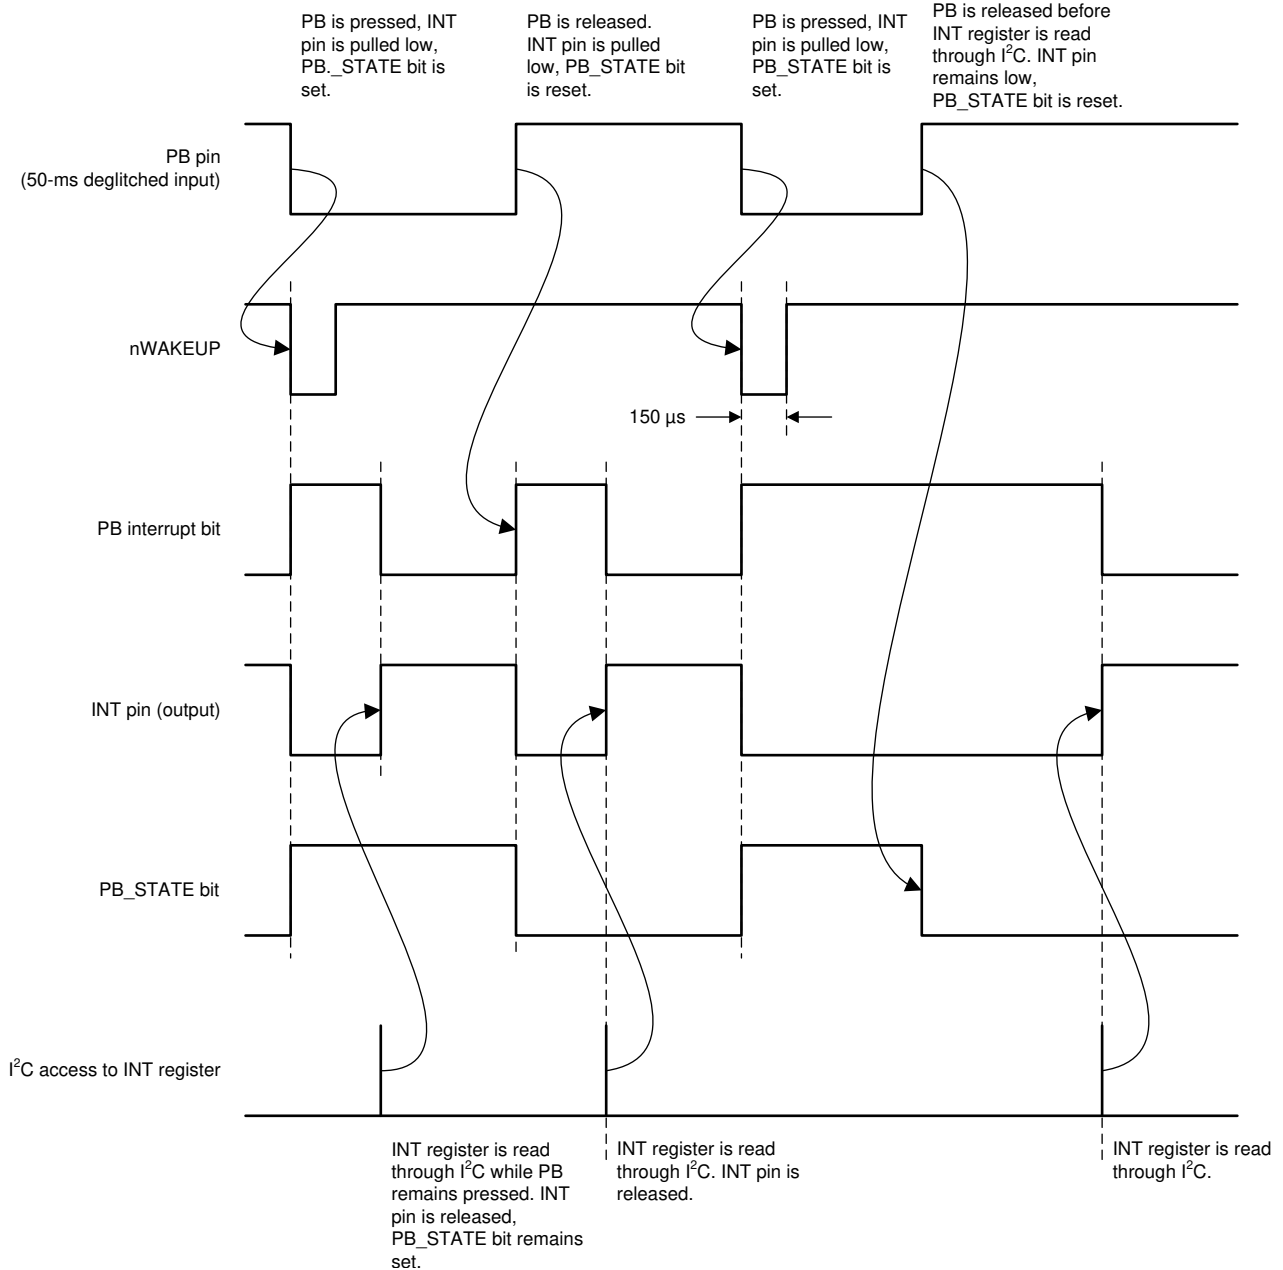 PB is pressed, INT
pin is pulled low,
PB._STATE bit is
set.
PB is released.
INT pin is pulled
low, PB_STATE bit
is reset.
PB is pressed, INT
pin is pulled low,
PB_STATE bit is
set.
PB is released before
INT register is read
through I²C. INT pin
remains low,
PB_STATE bit is reset.
PB pin
(50-ms deglitched input)
nWAKEUP
150 µs
PB interrupt bit
INT pin (output)
PB_STATE bit
I²C access to INT register
INT register is read
through I²C while PB
remains pressed. INT
pin is released,
PB_STATE bit remains
set.
INT register is read
through I²C. INT pin is
released.
INT register is read
through I²C.